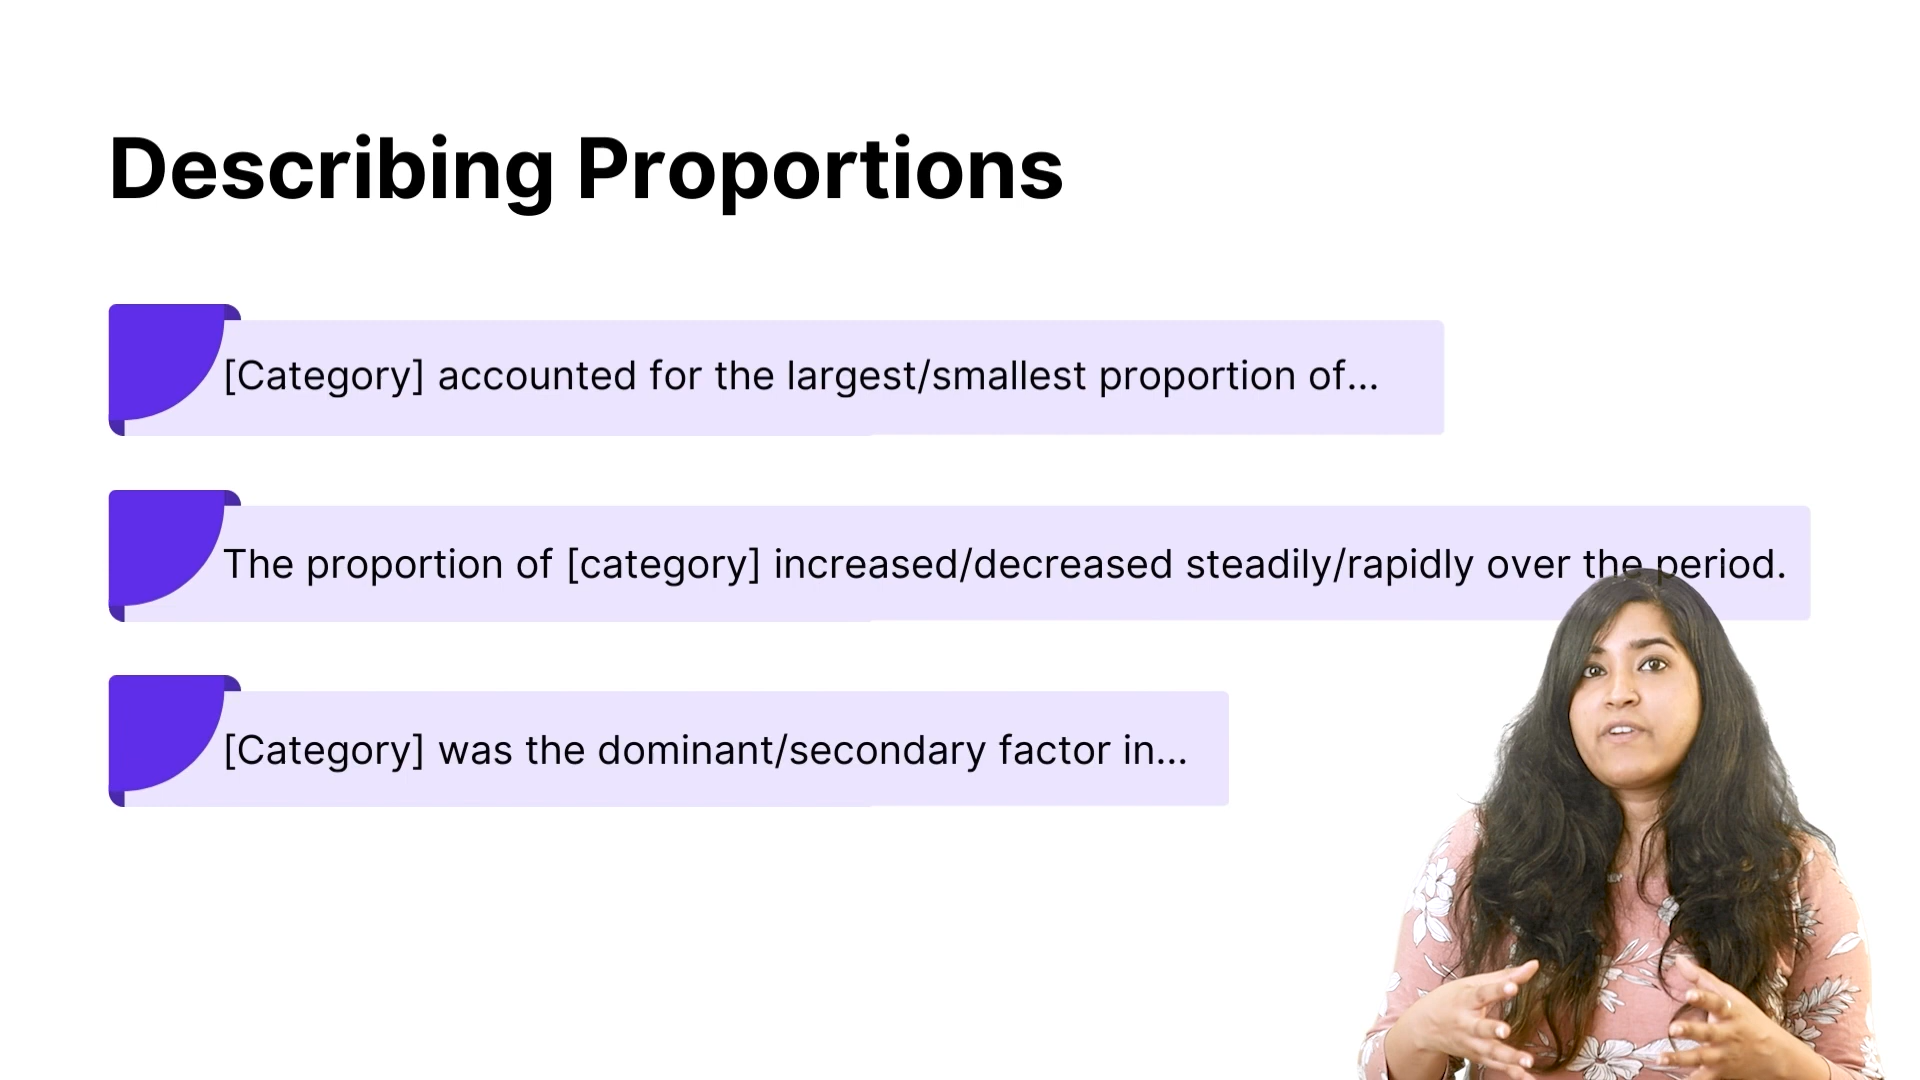 Describing Proportions
[Category] accounted for the largest/smallest proportion of...
The proportion of [category] increased/decreased steadily/rapidly over the period.
[Category] was the dominant/secondary factor in...